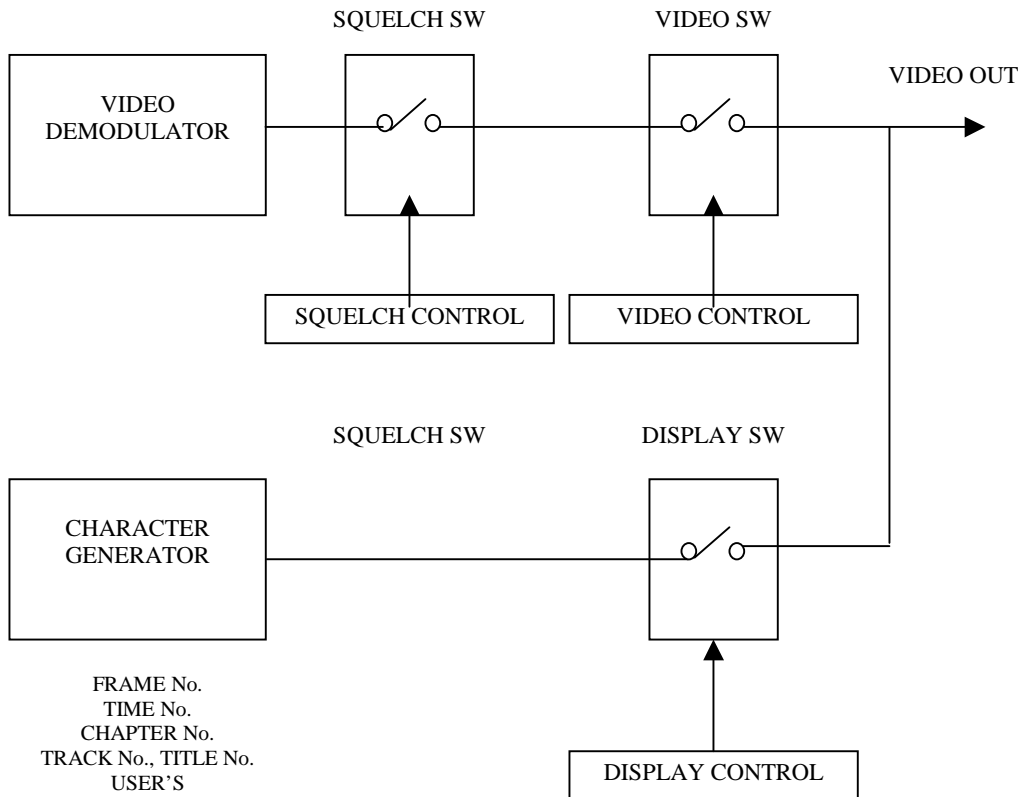 SQUELCH SW
VIDEO SW
VIDEO OUT
VIDEO
DEMODULATOR
SQUELCH CONTROL
VIDEO CONTROL
SQUELCH SW
DISPLAY SW
CHARACTER
GENERATOR
FRAME No.
TIME No.
CHAPTER No.
TRACK No., TITLE No.
USER'S
DISPLAY CONTROL